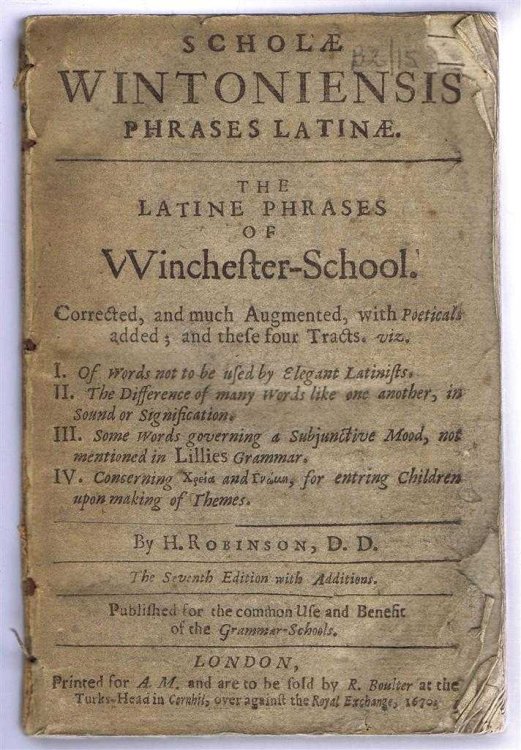 SCHOLÆ
WINTONIENSIS
PHRASES LATINÆ.
THE
LATINE PHRASES
OF
Wincheſter-School.
Corrected, and much Augmented, with Poeticals
added; and theſe four Tracts. viz.
I. Of Words not to be uſed by Elegant Latiniſts.
II. The Difference of many Words like one another, in
Sound or Signification.
III. Some Words governing a Subjunctive Mood, not
mentioned in Lillies Grammar.
IV. Concerning Χρεία and Γνώμη, for entring Children
upon making of Themes.
By H. ROBINSON, D. D.
The Seventh Edition with Additions.
Publiſhed for the common Uſe and Benefit
of the Grammar-Schools.
LONDON,
Printed for A. M. and are to be ſold by R. Boulter at the
Turks-Head in Cornhil, over againſt the Royal Exchange, 1670.